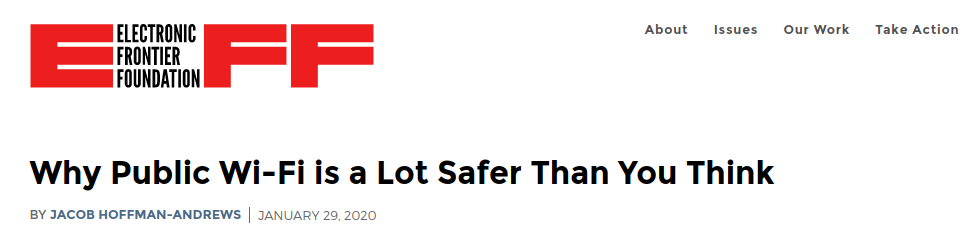 ELECTRONIC
FRONTIER
FOUNDATION
EFF
About Issues Our Work Take Action
Why Public Wi-Fi is a Lot Safer Than You Think
BY JACOB HOFFMAN-ANDREWS | JANUARY 29, 2020